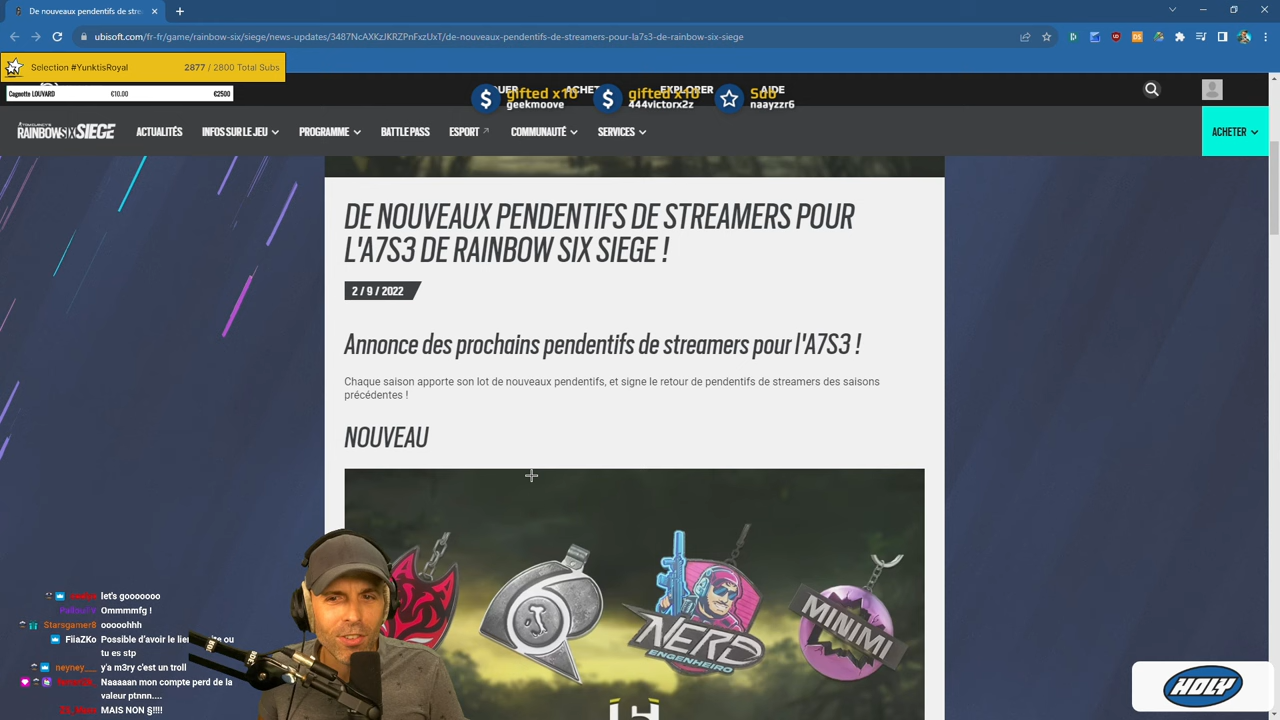 De nouveaux pendentifs de stre
ubisoft.com/fr-fr/game/rainbow-six/siege/news-updates/3487NcAXKzJKRZPnFxzUxT/de-nouveaux-pendentifs-de-streamers-pour-la7s3-de-rainbow-six-siege
Selection #YunktisRoyal 2877 / 2800 Total Subs
Cagnotte LOUVARD €10.00 €2500
EXPLORER AIDE
gifted x10 gifted x10 Sub
geekmoove 444victorx2z naayzzr6
RAINBOW SIX SIEGE ACTUALITÉS INFOS SUR LE JEU PROGRAMME BATTLE PASS ESPORT COMMUNAUTÉ SERVICES ACHETER
DE NOUVEAUX PENDENTIFS DE STREAMERS POUR
L'A7S3 DE RAINBOW SIX SIEGE !
2 / 9 / 2022
Annonce des prochains pendentifs de streamers pour l'A7S3 !
Chaque saison apporte son lot de nouveaux pendentifs, et signe le retour de pendentifs de streamers des saisons
précédentes !
NOUVEAU
NERD
ENGENHEIRO
MINIMI
let's gooooooo
Ommmmfg !
Starsgamer8 ooooohhh
FiiaZKo Possible d'avoir le lien
tu es stp
neyney__ y'a m3ry c'est un troll
Naaaaan mon compte perd de la
valeur ptnnn....
MAIS NON §!!!!
HOLY